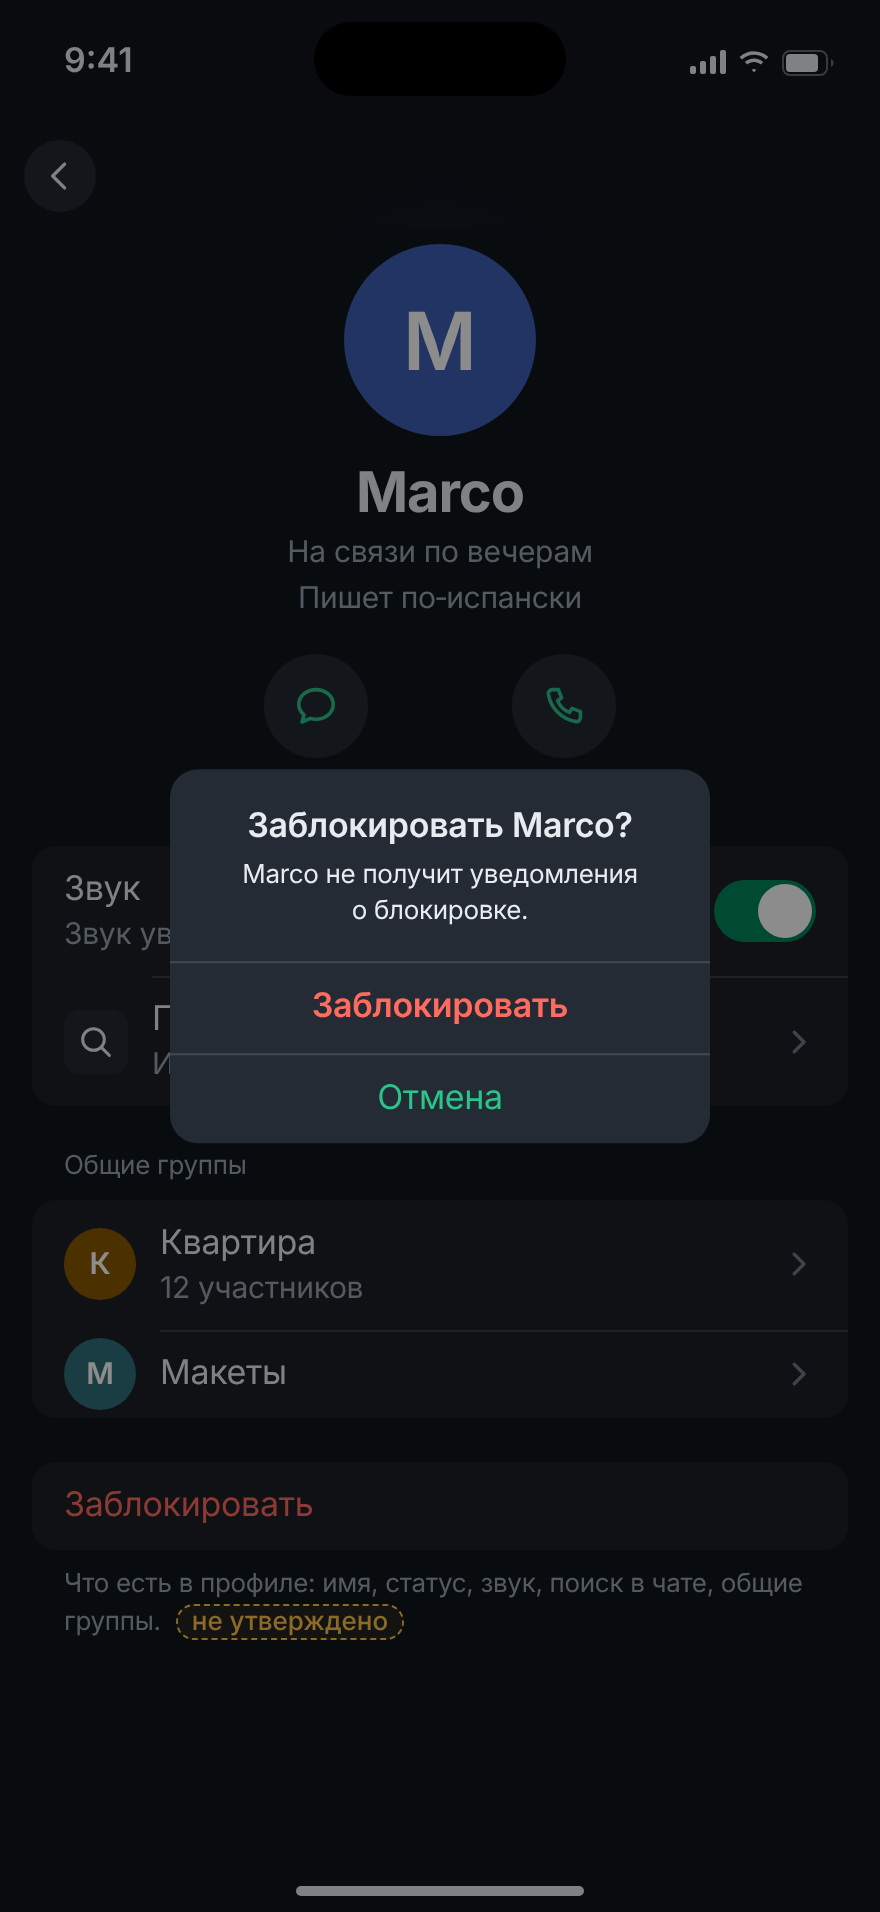 9:41
M
Marco
На связи по вечерам
Пишет по-испански
Заблокировать Marco?
Marco не получит уведомления
о блокировке.
Заблокировать
Отмена
Звук
Звук
Общие группы
К
Квартира
12 участников
М
Макеты
Заблокировать
Что есть в профиле: имя, статус, звук, поиск в чате, общие
группы. не утверждено